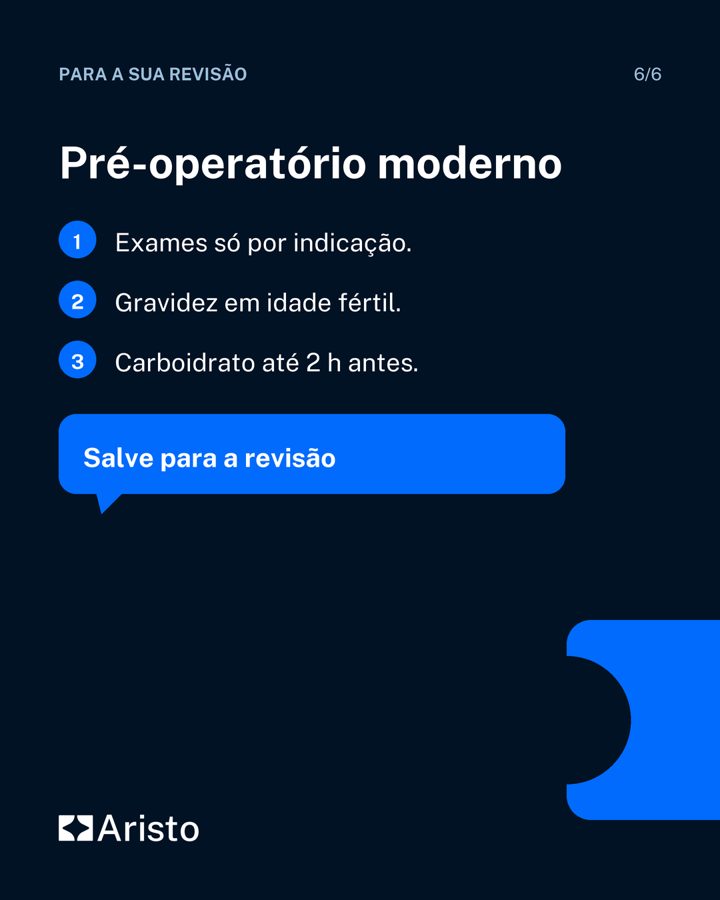 PARA A SUA REVISÃO
6/6
Pré-operatório moderno
1 Exames só por indicação.
2 Gravidez em idade fértil.
3 Carboidrato até 2 h antes.
Salve para a revisão
Aristo